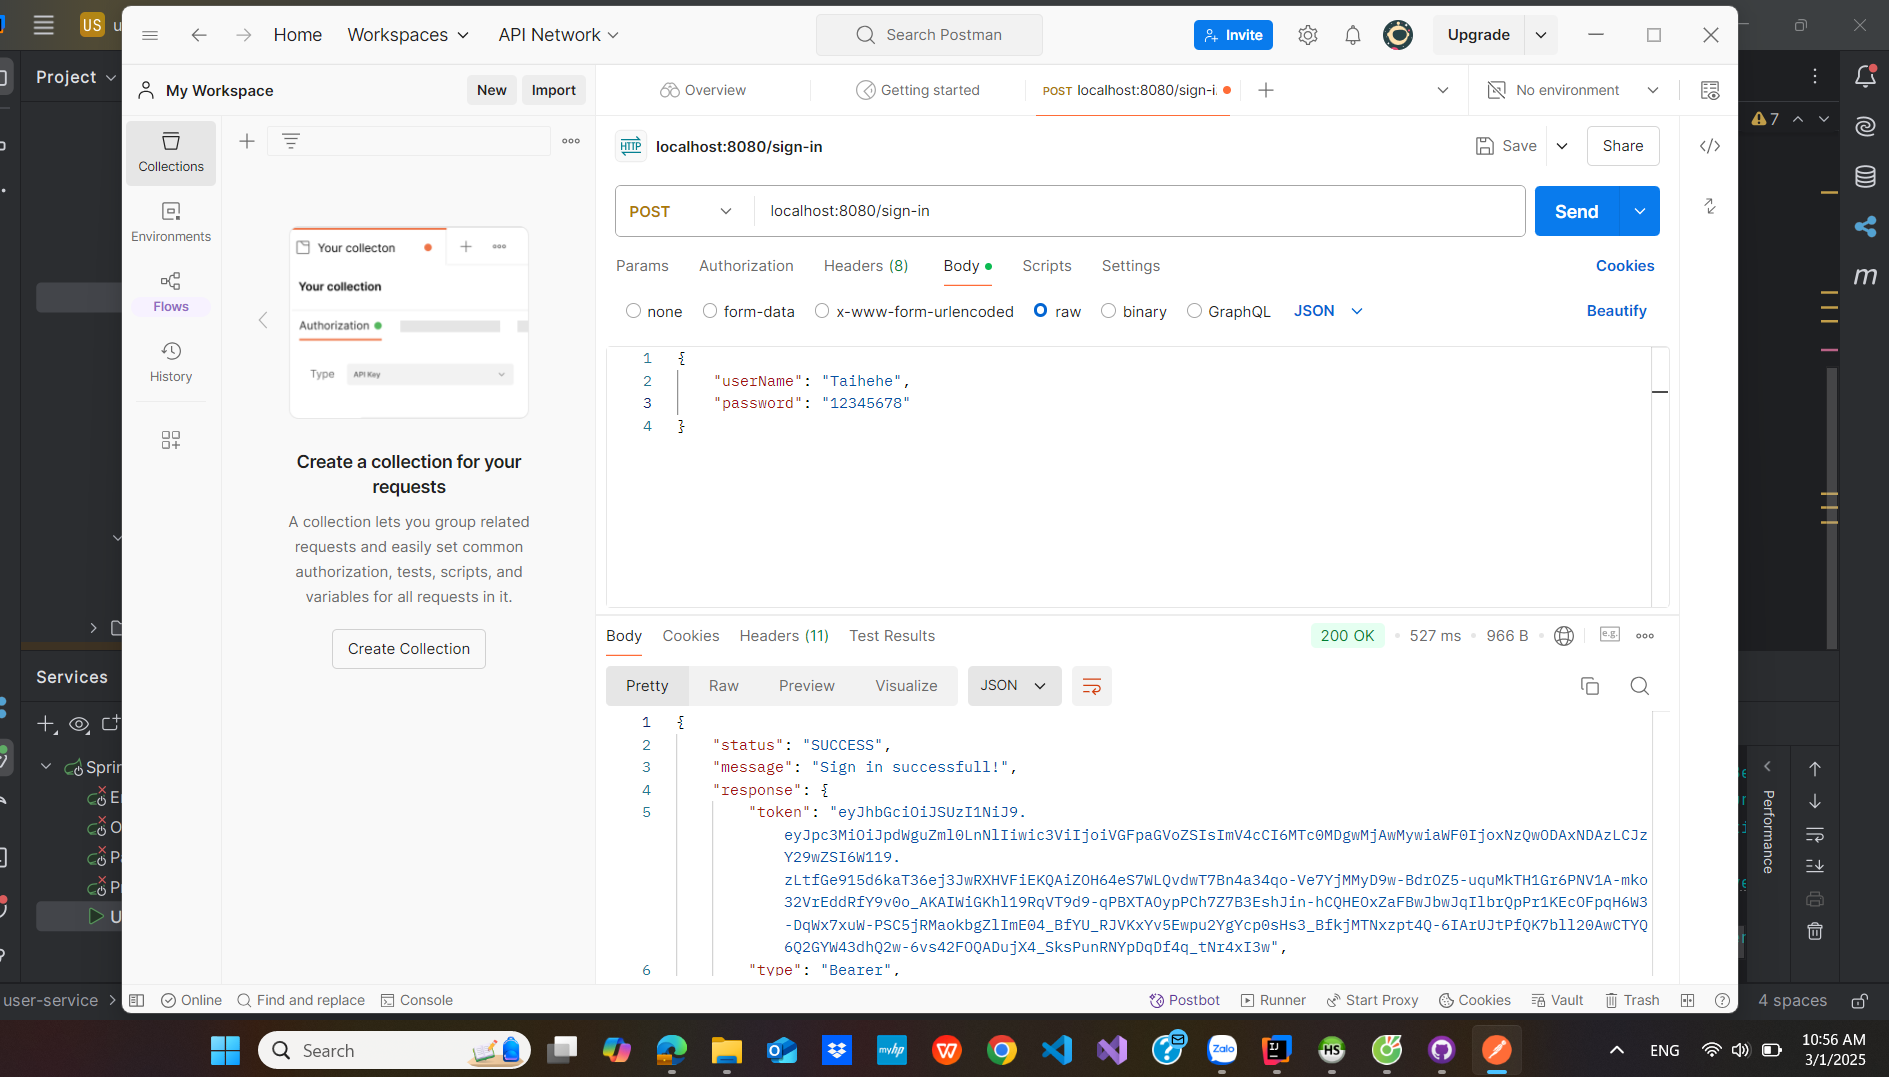 US
Home
Workspaces
API Network
Search Postman
Invite
Upgrade
Project
My Workspace
New
Import
Overview
Getting started
POST localhost:8080/sign-i
No environment
7
Collections
Environments
Flows
History
HTTP
localhost:8080/sign-in
Save
Share
POST
localhost:8080/sign-in
Send
Params
Authorization
Headers (8)
Body
Scripts
Settings
Cookies
none
form-data
x-www-form-urlencoded
raw
binary
GraphQL
JSON
Beautify
Your collecton
Your collection
Authorization
Type
API Key
Create a collection for your
requests
A collection lets you group related
requests and easily set common
authorization, tests, scripts, and
variables for all requests in it.
Create Collection
1 {
2 "userName": "Taihehe",
3 "password": "12345678"
4 }
Body
Cookies
Headers (11)
Test Results
200 OK
527 ms
966 B
e.g.
Pretty
Raw
Preview
Visualize
JSON
1 {
2 "status": "SUCCESS",
3 "message": "Sign in successfull!",
4 "response": {
5 "token": "eyJhbGciOiJSUzI1NiJ9.
eyJpc3MiOiJpdWguZml0LnNlIiwic3ViIjoiVGFpaGVoZSIsImV4cCI6MTc0MDgwMjAwMywiaWF0IjoxNzQwODAxNDAzLCJz
Y29wZSI6W119.
zLtfGe915d6kaT36ej3JwRXHVFiEKQAiZOH64eS7WLQvdwT7Bn4a34qo-Ve7YjMMyD9w-BdrOZ5-uquMkTH1Gr6PNV1A-mko
32VrEddRfY9v0o_AKAIWiGKhl19RqVT9d9-qPBXTAOypPCh7Z7B3EshJin-hCQHEOxZaFBwJbwJqIlbrQpPr1KEcOFpqH6W3
-DqWx7xuW-PSC5jRMaokbgZlImE04_BfYU_RJVKxYv5Ewpu2YgYcp0sHs3_BfkjMTNxzpt4Q-6IArUJtPfQK7bll20AwCTYQ
6Q2GYW43dhQ2w-6vs42FOQADujX4_SksPunRNYpDqDf4q_tNr4xI3w",
6 "type": "Bearer",
Services
Sprin
Performance
user-service
Online
Find and replace
Console
Postbot
Runner
Start Proxy
Cookies
Vault
Trash
4 spaces
Search
myhp
Zalo
IJ
HS
ENG
10:56 AM
3/1/2025